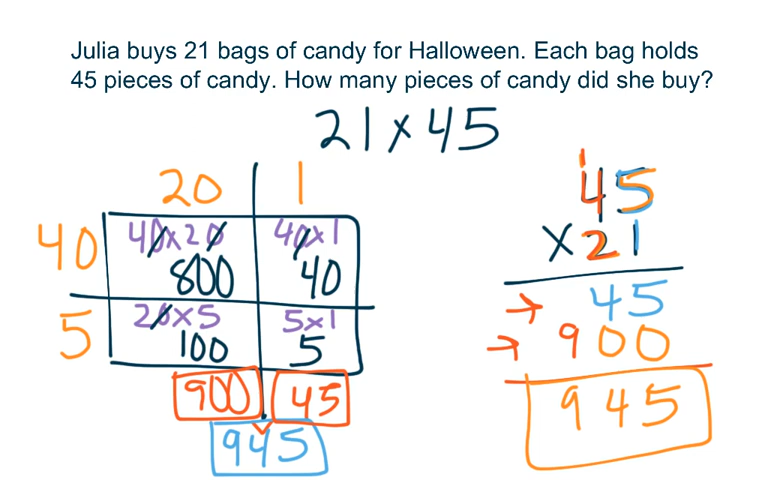 Julia buys 21 bags of candy for Halloween. Each bag holds
45 pieces of candy. How many pieces of candy did she buy?
21 x 45
20 1
40 40x20 40x1
800 40
5 20x5 5x1
100 5
900 45
945
1
45
x 21
→ 45
→ 900
945